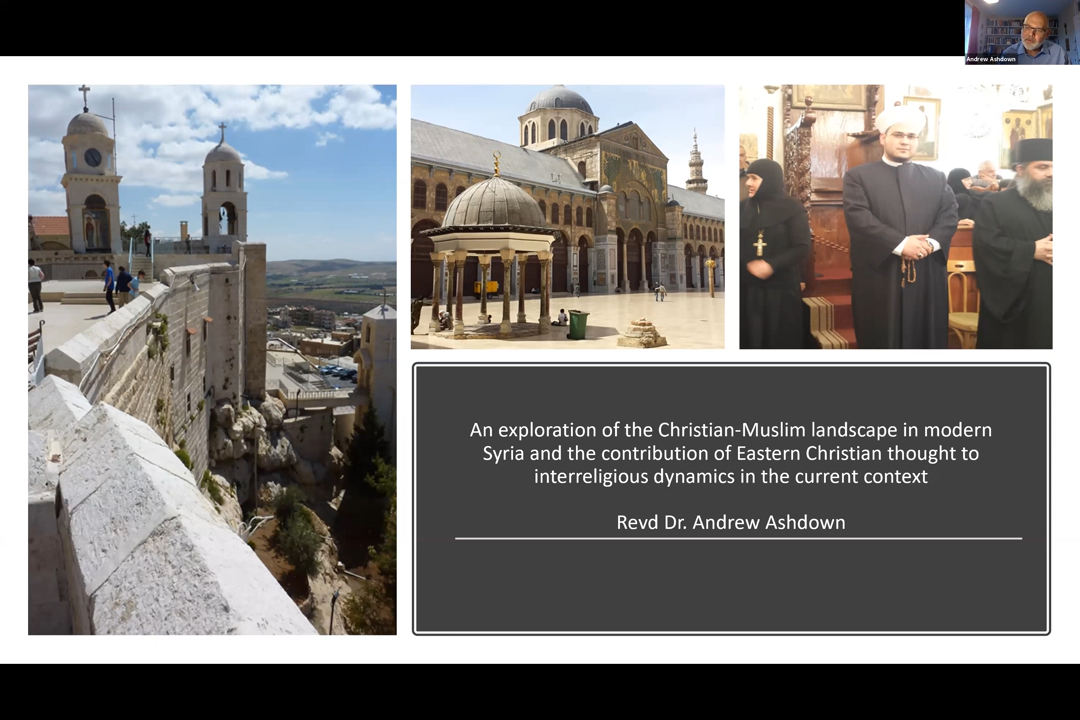 Andrew Ashdown
An exploration of the Christian-Muslim landscape in modern
Syria and the contribution of Eastern Christian thought to
interreligious dynamics in the current context
Revd Dr. Andrew Ashdown